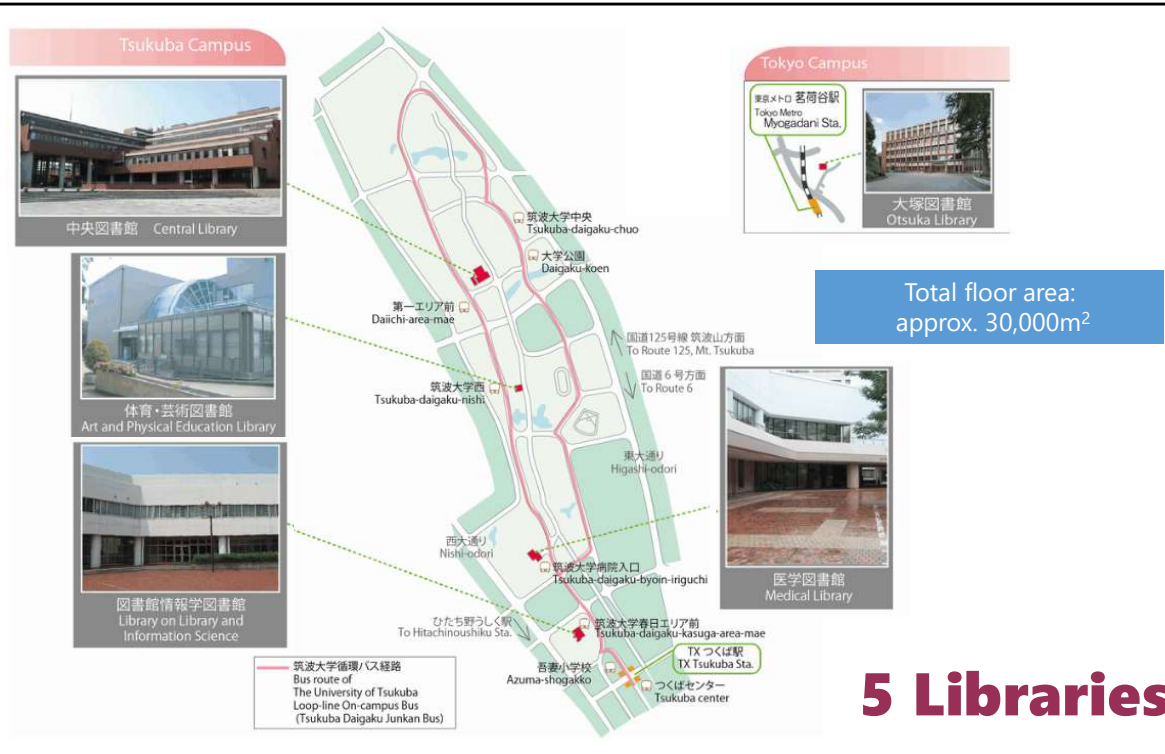 Tsukuba Campus
中央図書館 Central Library
体育・芸術図書館
Art and Physical Education Library
図書館情報学図書館
Library on Library and
Information Science
筑波大学中央
Tsukuba-daigaku-chuo
大学公園
Daigaku-koen
第一エリア前
Daiichi-area-mae
国道125号線 筑波山方面
To Route 125, Mt. Tsukuba
国道6号方面
To Route 6
筑波大学西
Tsukuba-daigaku-nishi
東大通り
Higashi-odori
西大通り
Nishi-odori
筑波大学病院入口
Tsukuba-daigaku-byoin-iriguchi
ひたち野うしく駅
To Hitachinoushiku Sta.
筑波大学春日エリア前
Tsukuba-daigaku-kasuga-area-mae
吾妻小学校
Azuma-shogakko
TX つくば駅
TX Tsukuba Sta.
つくばセンター
Tsukuba center
筑波大学循環バス経路
Bus route of
The University of Tsukuba
Loop-line On-campus Bus
(Tsukuba Daigaku Junkan Bus)
Tokyo Campus
東京メトロ 茗荷谷駅
Tokyo Metro
Myogadani Sta.
大塚図書館
Otsuka Library
Total floor area:
approx. 30,000m²
医学図書館
Medical Library
5 Libraries